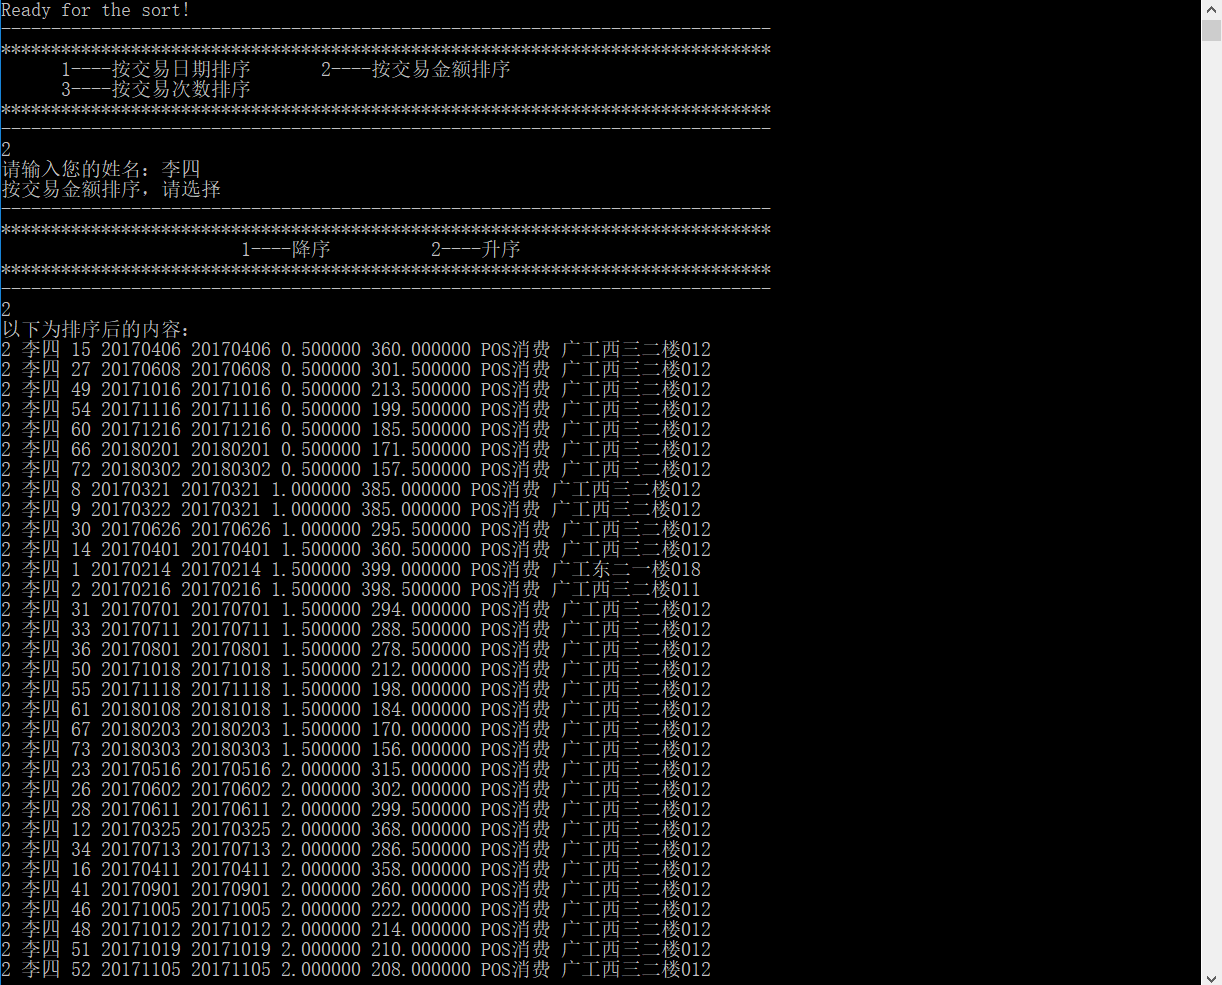 Ready for the sort!
-----------------------------------------------------------------------------
*****************************************************************************
1----按交易日期排序 2----按交易金额排序
3----按交易次数排序
*****************************************************************************
-----------------------------------------------------------------------------
2
请输入您的姓名：李四
按交易金额排序，请选择
-----------------------------------------------------------------------------
*****************************************************************************
1----降序 2----升序
*****************************************************************************
-----------------------------------------------------------------------------
2
以下为排序后的内容：
2 李四 15 20170406 20170406 0.500000 360.000000 POS消费 广工西三二楼012
2 李四 27 20170608 20170608 0.500000 301.500000 POS消费 广工西三二楼012
2 李四 49 20171016 20171016 0.500000 213.500000 POS消费 广工西三二楼012
2 李四 54 20171116 20171116 0.500000 199.500000 POS消费 广工西三二楼012
2 李四 60 20171216 20171216 0.500000 185.500000 POS消费 广工西三二楼012
2 李四 66 20180201 20180201 0.500000 171.500000 POS消费 广工西三二楼012
2 李四 72 20180302 20180302 0.500000 157.500000 POS消费 广工西三二楼012
2 李四 8 20170321 20170321 1.000000 385.000000 POS消费 广工西三二楼012
2 李四 9 20170322 20170321 1.000000 385.000000 POS消费 广工西三二楼012
2 李四 30 20170626 20170626 1.000000 295.500000 POS消费 广工西三二楼012
2 李四 14 20170401 20170401 1.500000 360.500000 POS消费 广工西三二楼012
2 李四 1 20170214 20170214 1.500000 399.000000 POS消费 广工东二一楼018
2 李四 2 20170216 20170216 1.500000 398.500000 POS消费 广工西三二楼011
2 李四 31 20170701 20170701 1.500000 294.000000 POS消费 广工西三二楼012
2 李四 33 20170711 20170711 1.500000 288.500000 POS消费 广工西三二楼012
2 李四 36 20170801 20170801 1.500000 278.500000 POS消费 广工西三二楼012
2 李四 50 20171018 20171018 1.500000 212.000000 POS消费 广工西三二楼012
2 李四 55 20171118 20171118 1.500000 198.000000 POS消费 广工西三二楼012
2 李四 61 20180108 20181018 1.500000 184.000000 POS消费 广工西三二楼012
2 李四 67 20180203 20180203 1.500000 170.000000 POS消费 广工西三二楼012
2 李四 73 20180303 20180303 1.500000 156.000000 POS消费 广工西三二楼012
2 李四 23 20170516 20170516 2.000000 315.000000 POS消费 广工西三二楼012
2 李四 26 20170602 20170602 2.000000 302.000000 POS消费 广工西三二楼012
2 李四 28 20170611 20170611 2.000000 299.500000 POS消费 广工西三二楼012
2 李四 12 20170325 20170325 2.000000 368.000000 POS消费 广工西三二楼012
2 李四 34 20170713 20170713 2.000000 286.500000 POS消费 广工西三二楼012
2 李四 16 20170411 20170411 2.000000 358.000000 POS消费 广工西三二楼012
2 李四 41 20170901 20170901 2.000000 260.000000 POS消费 广工西三二楼012
2 李四 46 20171005 20171005 2.000000 222.000000 POS消费 广工西三二楼012
2 李四 48 20171012 20171012 2.000000 214.000000 POS消费 广工西三二楼012
2 李四 51 20171019 20171019 2.000000 210.000000 POS消费 广工西三二楼012
2 李四 52 20171105 20171105 2.000000 208.000000 POS消费 广工西三二楼012